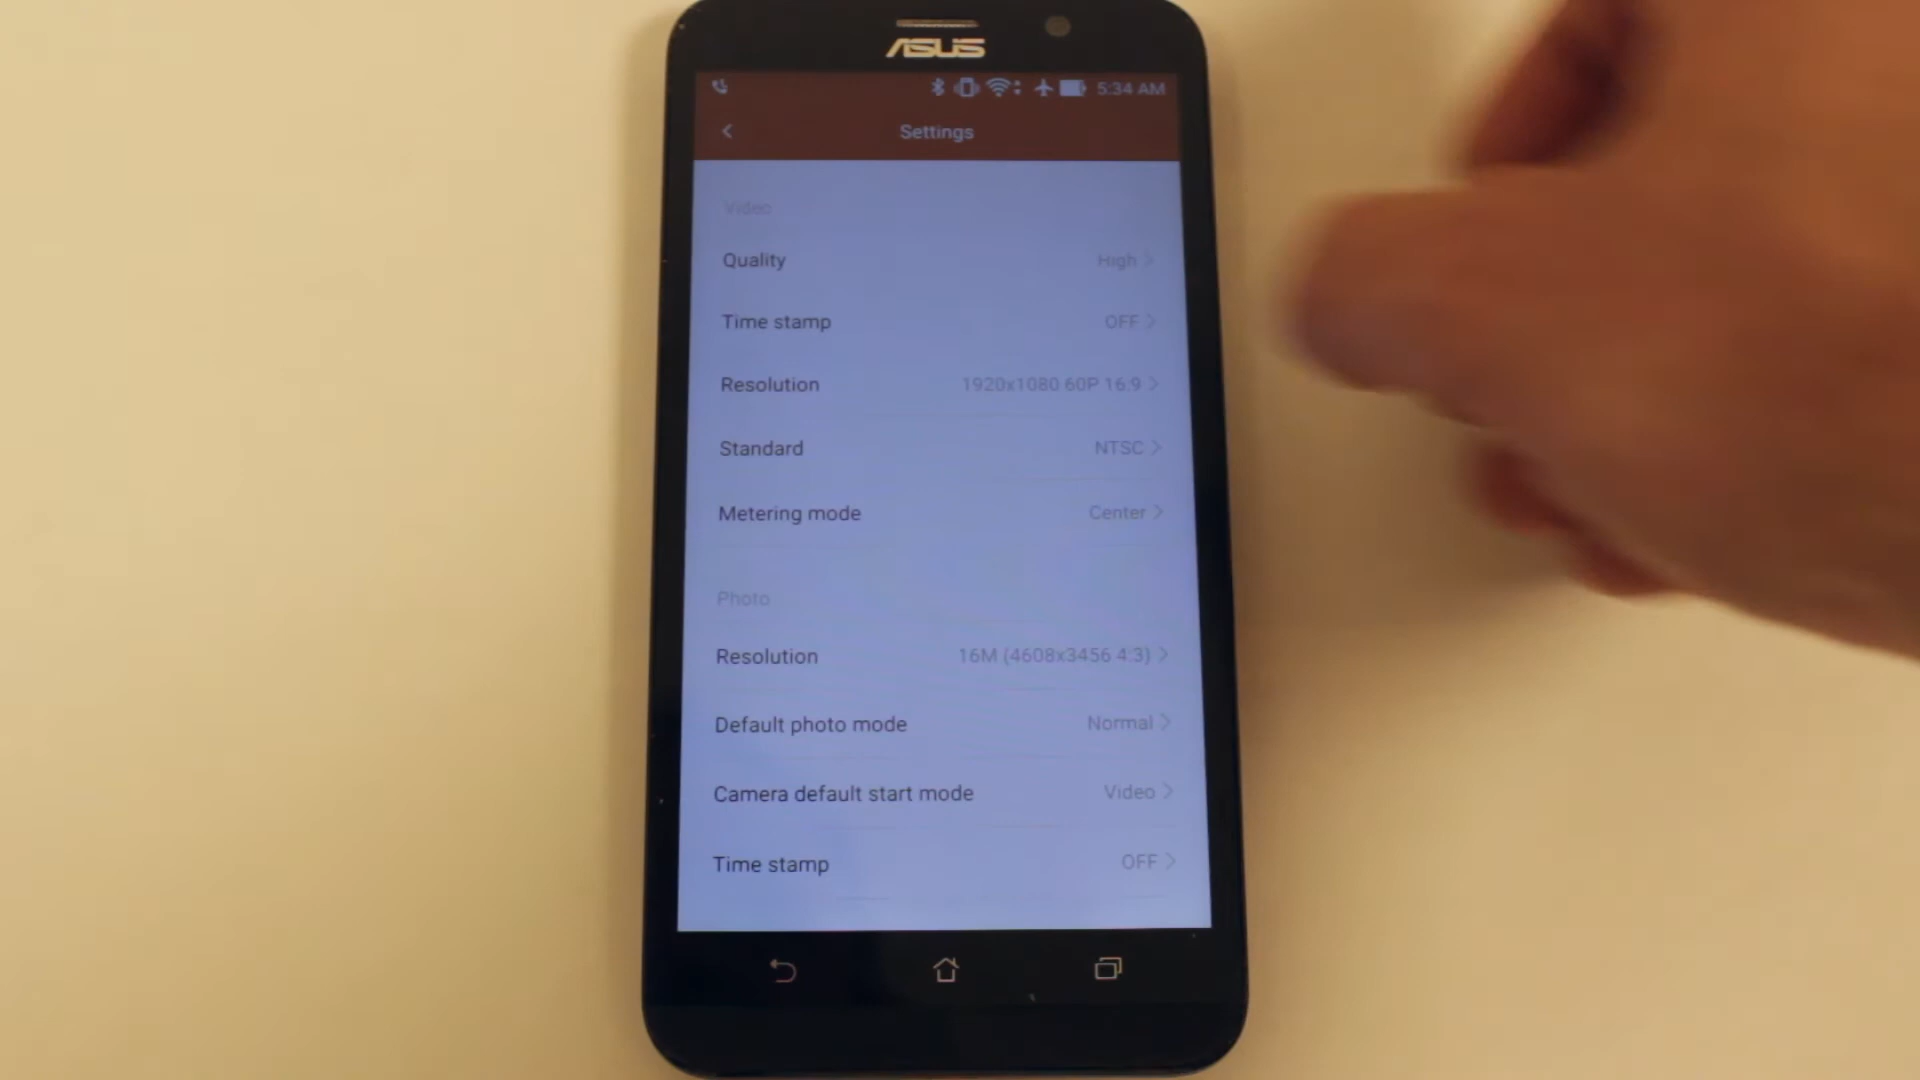 ASUS
5:34 AM
Settings
Video
Quality High
Time stamp OFF
Resolution 1920x1080 60P 16:9
Standard NTSC
Metering mode Center
Photo
Resolution 16M (4608x3456 4:3)
Default photo mode Normal
Camera default start mode Video
Time stamp OFF